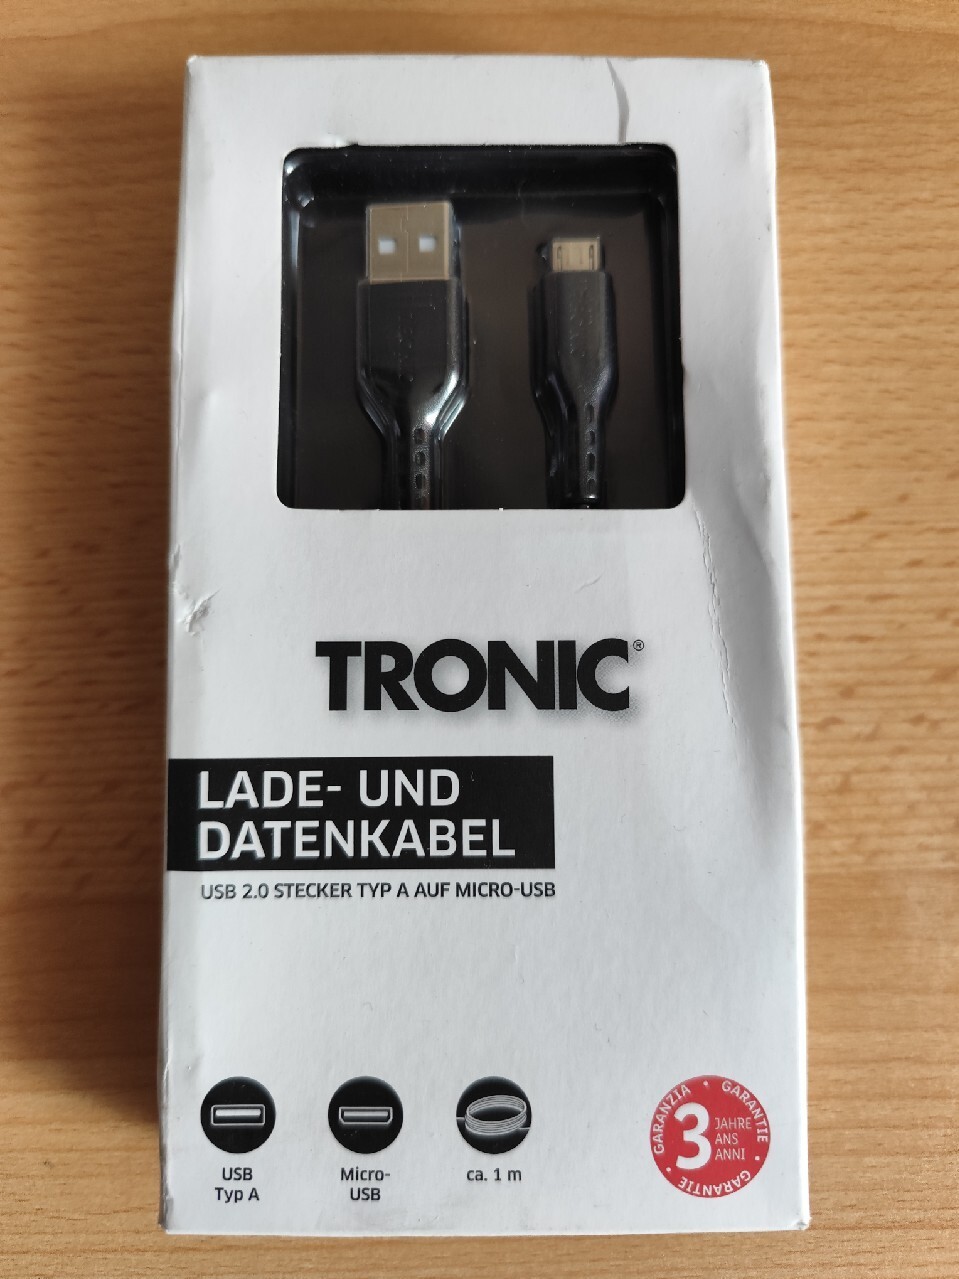 TRONIC®
LADE- UND
DATENKABEL
USB 2.0 STECKER TYP A AUF MICRO-USB
USB
Typ A
Micro-
USB
ca. 1 m
GARANZIA • GARANTIE • GARANTIE •
3
JAHRE
ANS
ANNI